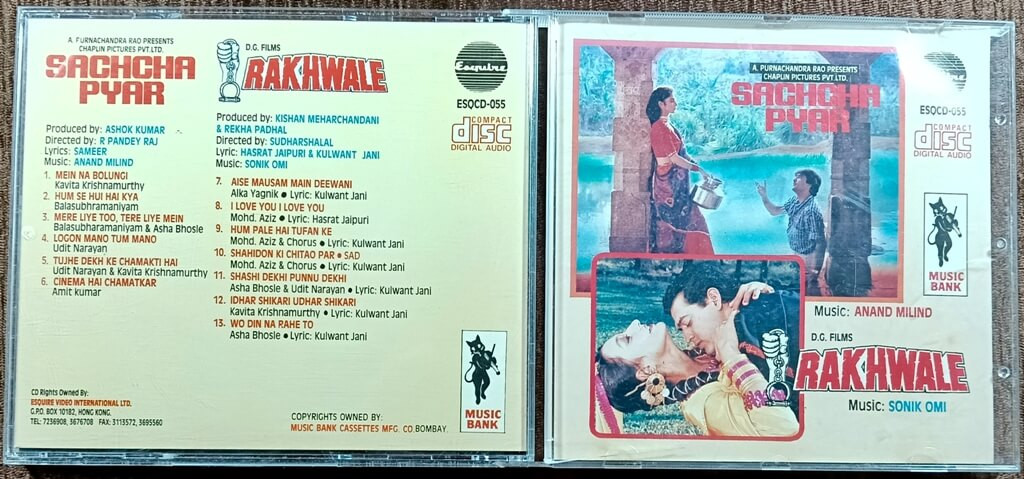 A. PURNACHANDRA RAO PRESENTS
CHAPLIN PICTURES PVT.LTD.
SACHCHA
PYAR
Produced by: ASHOK KUMAR
Directed by: R PANDEY RAJ
Lyrics: SAMEER
Music: ANAND MILIND
1. MEIN NA BOLUNGI
Kavita Krishnamurthy
2. HUM SE HUI HAI KYA
Balasubhramaniyam
3. MERE LIYE TOO, TERE LIYE MEIN
Balasubharamaniyam & Asha Bhosle
4. LOGON MANO TUM MANO
Udit Narayan
5. TUJHE DEKH KE CHAMAKTI HAI
Udit Narayan & Kavita Krishnamurthy
6. CINEMA HAI CHAMATKAR
Amit kumar
D.G. FILMS
RAKHWALE
Produced by: KISHAN MEHARCHANDANI
& REKHA PADHAL
Directed by: SUDHARSHALAL
Lyric: HASRAT JAIPURI & KULWANT JANI
Music: SONIK OMI
7. AISE MAUSAM MAIN DEEWANI
Alka Yagnik ● Lyric: Kulwant Jani
8. I LOVE YOU I LOVE YOU
Mohd. Aziz ● Lyric: Hasrat Jaipuri
9. HUM PALE HAI TUFAN KE
Mohd. Aziz & Chorus ● Lyric: Kulwant Jani
10. SHAHIDON KI CHITAO PAR ● SAD
Mohd. Aziz & Chorus ● Lyric: Kulwant Jani
11. SHASHI DEKHI PUNNU DEKHI
Asha Bhosle & Udit Narayan ● Lyric: Kulwant Jani
12. IDHAR SHIKARI UDHAR SHIKARI
Kavita Krishnamurthy ● Lyric: Kulwant Jani
13. WO DIN NA RAHE TO
Asha Bhosle ● Lyric: Kulwant Jani
Esquire
ESQCD-055
COMPACT
disc
DIGITAL AUDIO
CD Rights Owned By:
ESQUIRE VIDEO INTERNATIONAL LTD.
G.P.O. BOX 10182, HONG KONG.
TEL: 7236908, 3676708 FAX: 3113572, 3695560
COPYRIGHTS OWNED BY:
MUSIC BANK CASSETTES MFG. CO. BOMBAY.
MUSIC
BANK
A. PURNACHANDRA RAO PRESENTS
CHAPLIN PICTURES PVT.LTD.
SACHCHA
PYAR
Esquire
ESQCD-055
COMPACT
disc
DIGITAL AUDIO
MUSIC
BANK
Music: ANAND MILIND
D.G. FILMS
RAKHWALE
Music: SONIK OMI